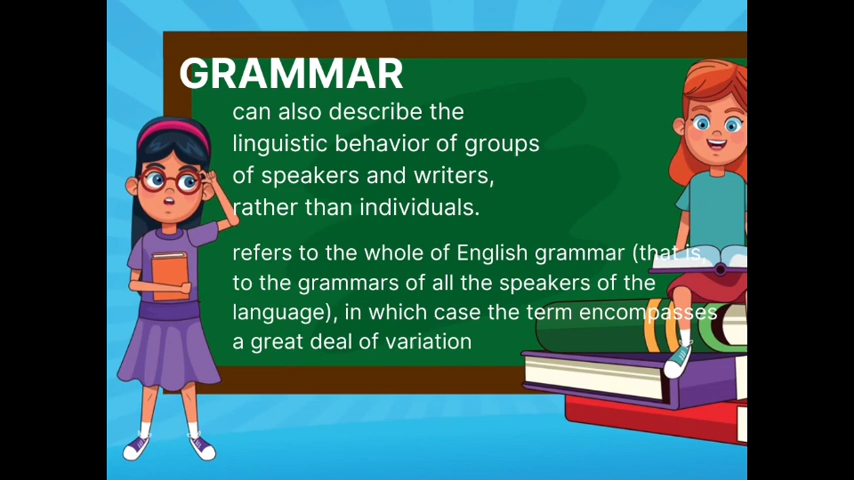 GRAMMAR
can also describe the
linguistic behavior of groups
of speakers and writers,
rather than individuals.
refers to the whole of English grammar (that is,
to the grammars of all the speakers of the
language), in which case the term encompasses
a great deal of variation